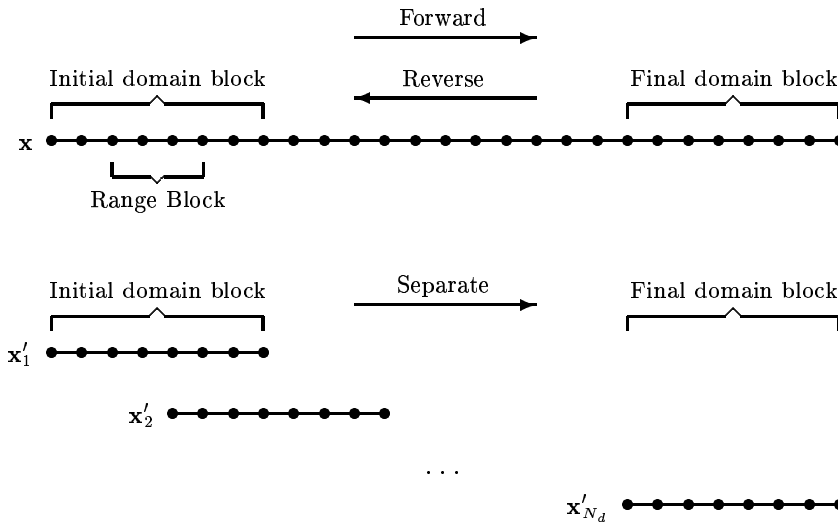 Forward
Initial domain block Reverse Final domain block
x
Range Block
Initial domain block Separate Final domain block
x′₁
x′₂
. . .
x′_{N_d}